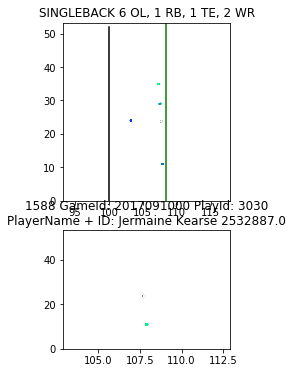 SINGLEBACK 6 OL, 1 RB, 1 TE, 2 WR
50
40
30
20
10
0
95 100 105 110 115
1588 GameId: 2017091000 PlayId: 3030
PlayerName + ID: Jermaine Kearse 2532887.0
40
20
0
105.0 107.5 110.0 112.5